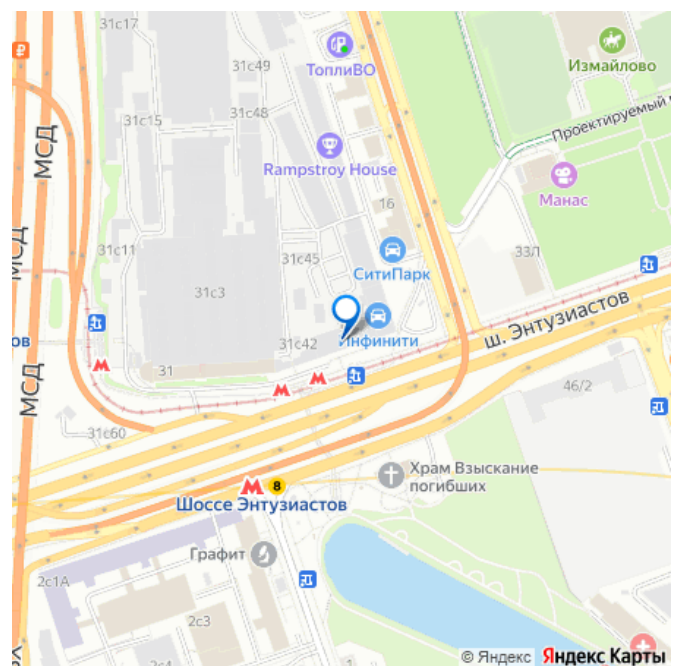 31с17
₽
31с49
ТоплиВО
Измайлово
31с15
31с48
МСД
Проектируемый
Rampstroy House
Манас
16
31с11
МСД
31с45
СитиПарк
33Л
31с3
ш. Энтузиастов
31с42
Инфинити
ов
31
М
М
М
МСД
46/2
31с60
Храм Взыскание
погибших
М 8
Шоссе Энтузиастов
Графит
2с1А
2с3
© Яндекс Яндекс Карты